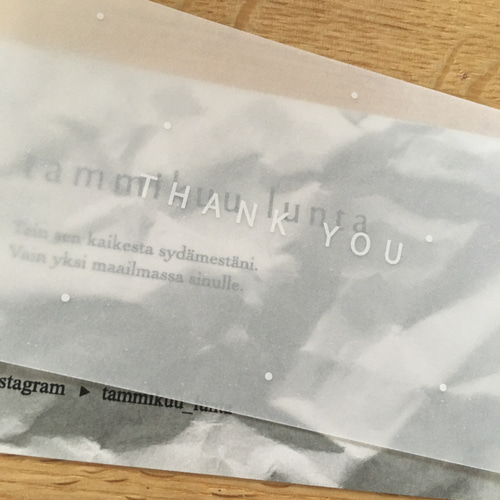 tammikuu lunta
THANK YOU
Tein sen kaikesta sydämestäni.
Vain yksi maailmassa sinulle.
stagram ▶ tammikuu_lunta